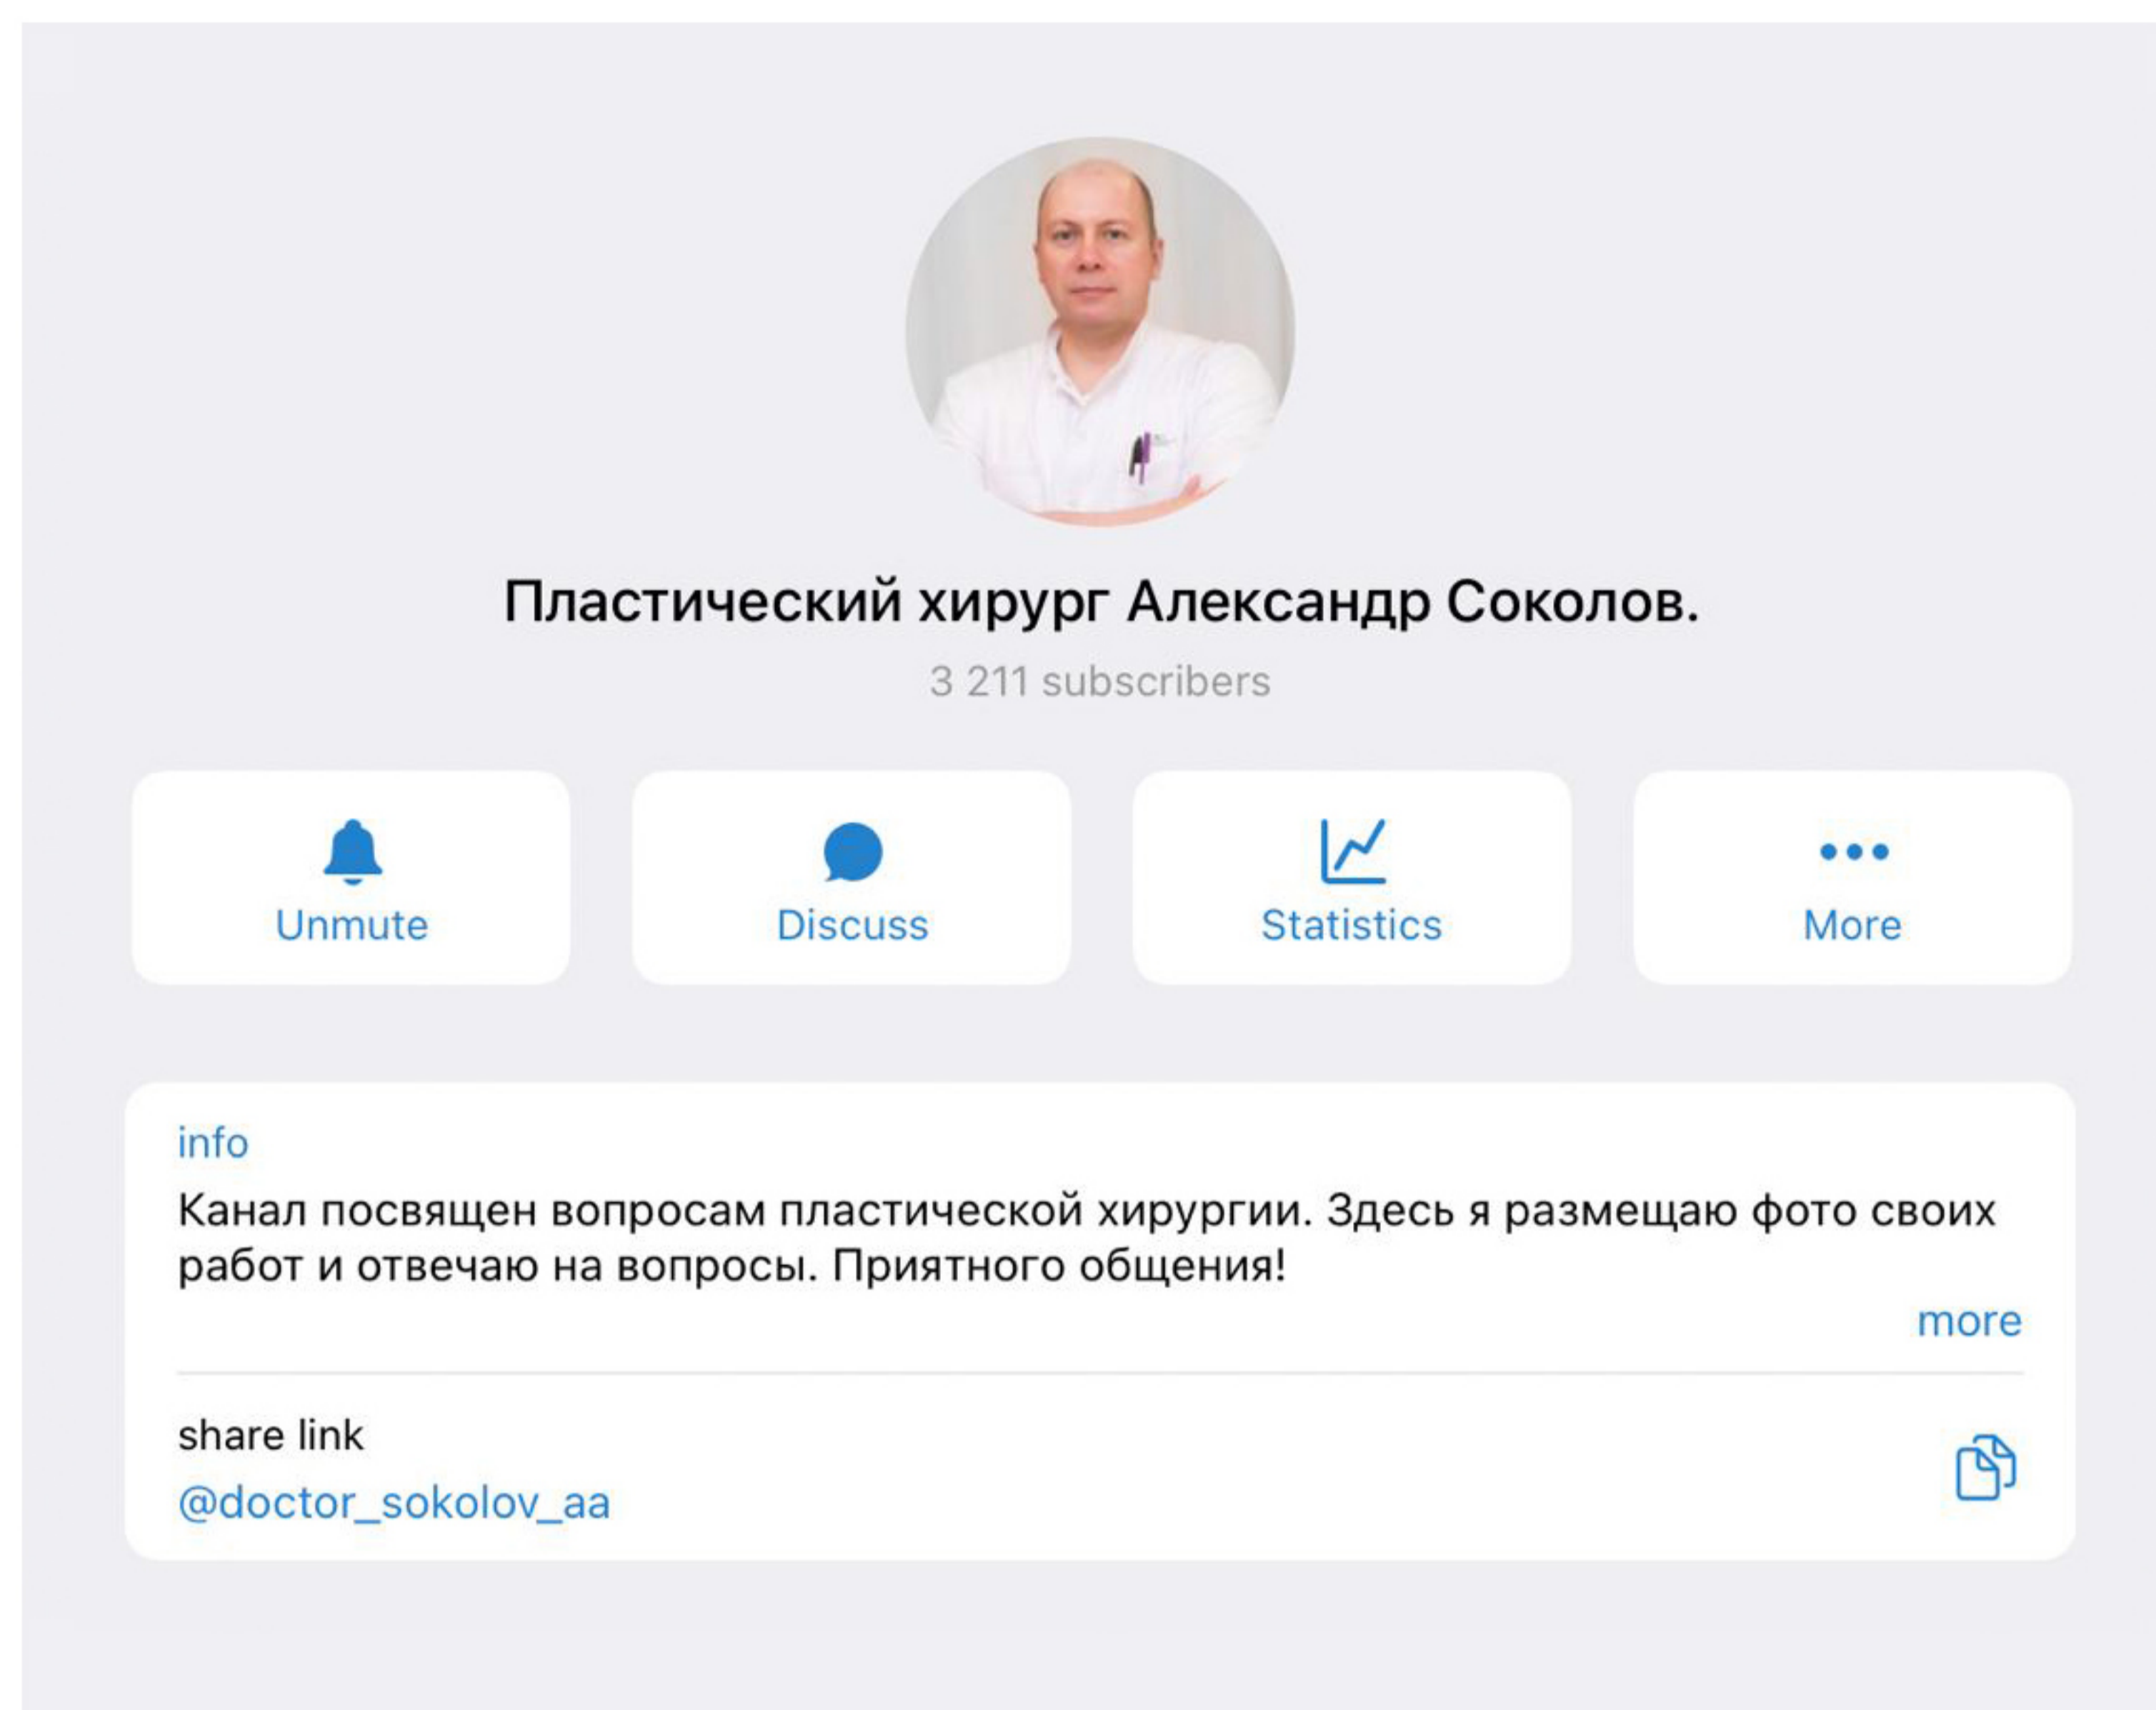 Пластический хирург Александр Соколов.
3 211 subscribers
Unmute
Discuss
Statistics
More
info
Канал посвящен вопросам пластической хирургии. Здесь я размещаю фото своих
работ и отвечаю на вопросы. Приятного общения!
more
share link
@doctor_sokolov_aa